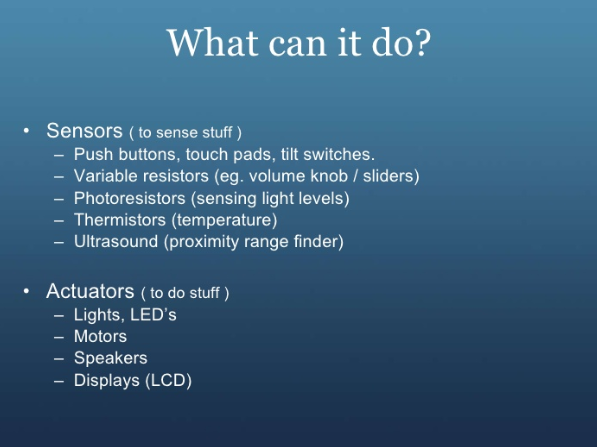 What can it do?
• Sensors ( to sense stuff )
– Push buttons, touch pads, tilt switches.
– Variable resistors (eg. volume knob / sliders)
– Photoresistors (sensing light levels)
– Thermistors (temperature)
– Ultrasound (proximity range finder)
• Actuators ( to do stuff )
– Lights, LED’s
– Motors
– Speakers
– Displays (LCD)